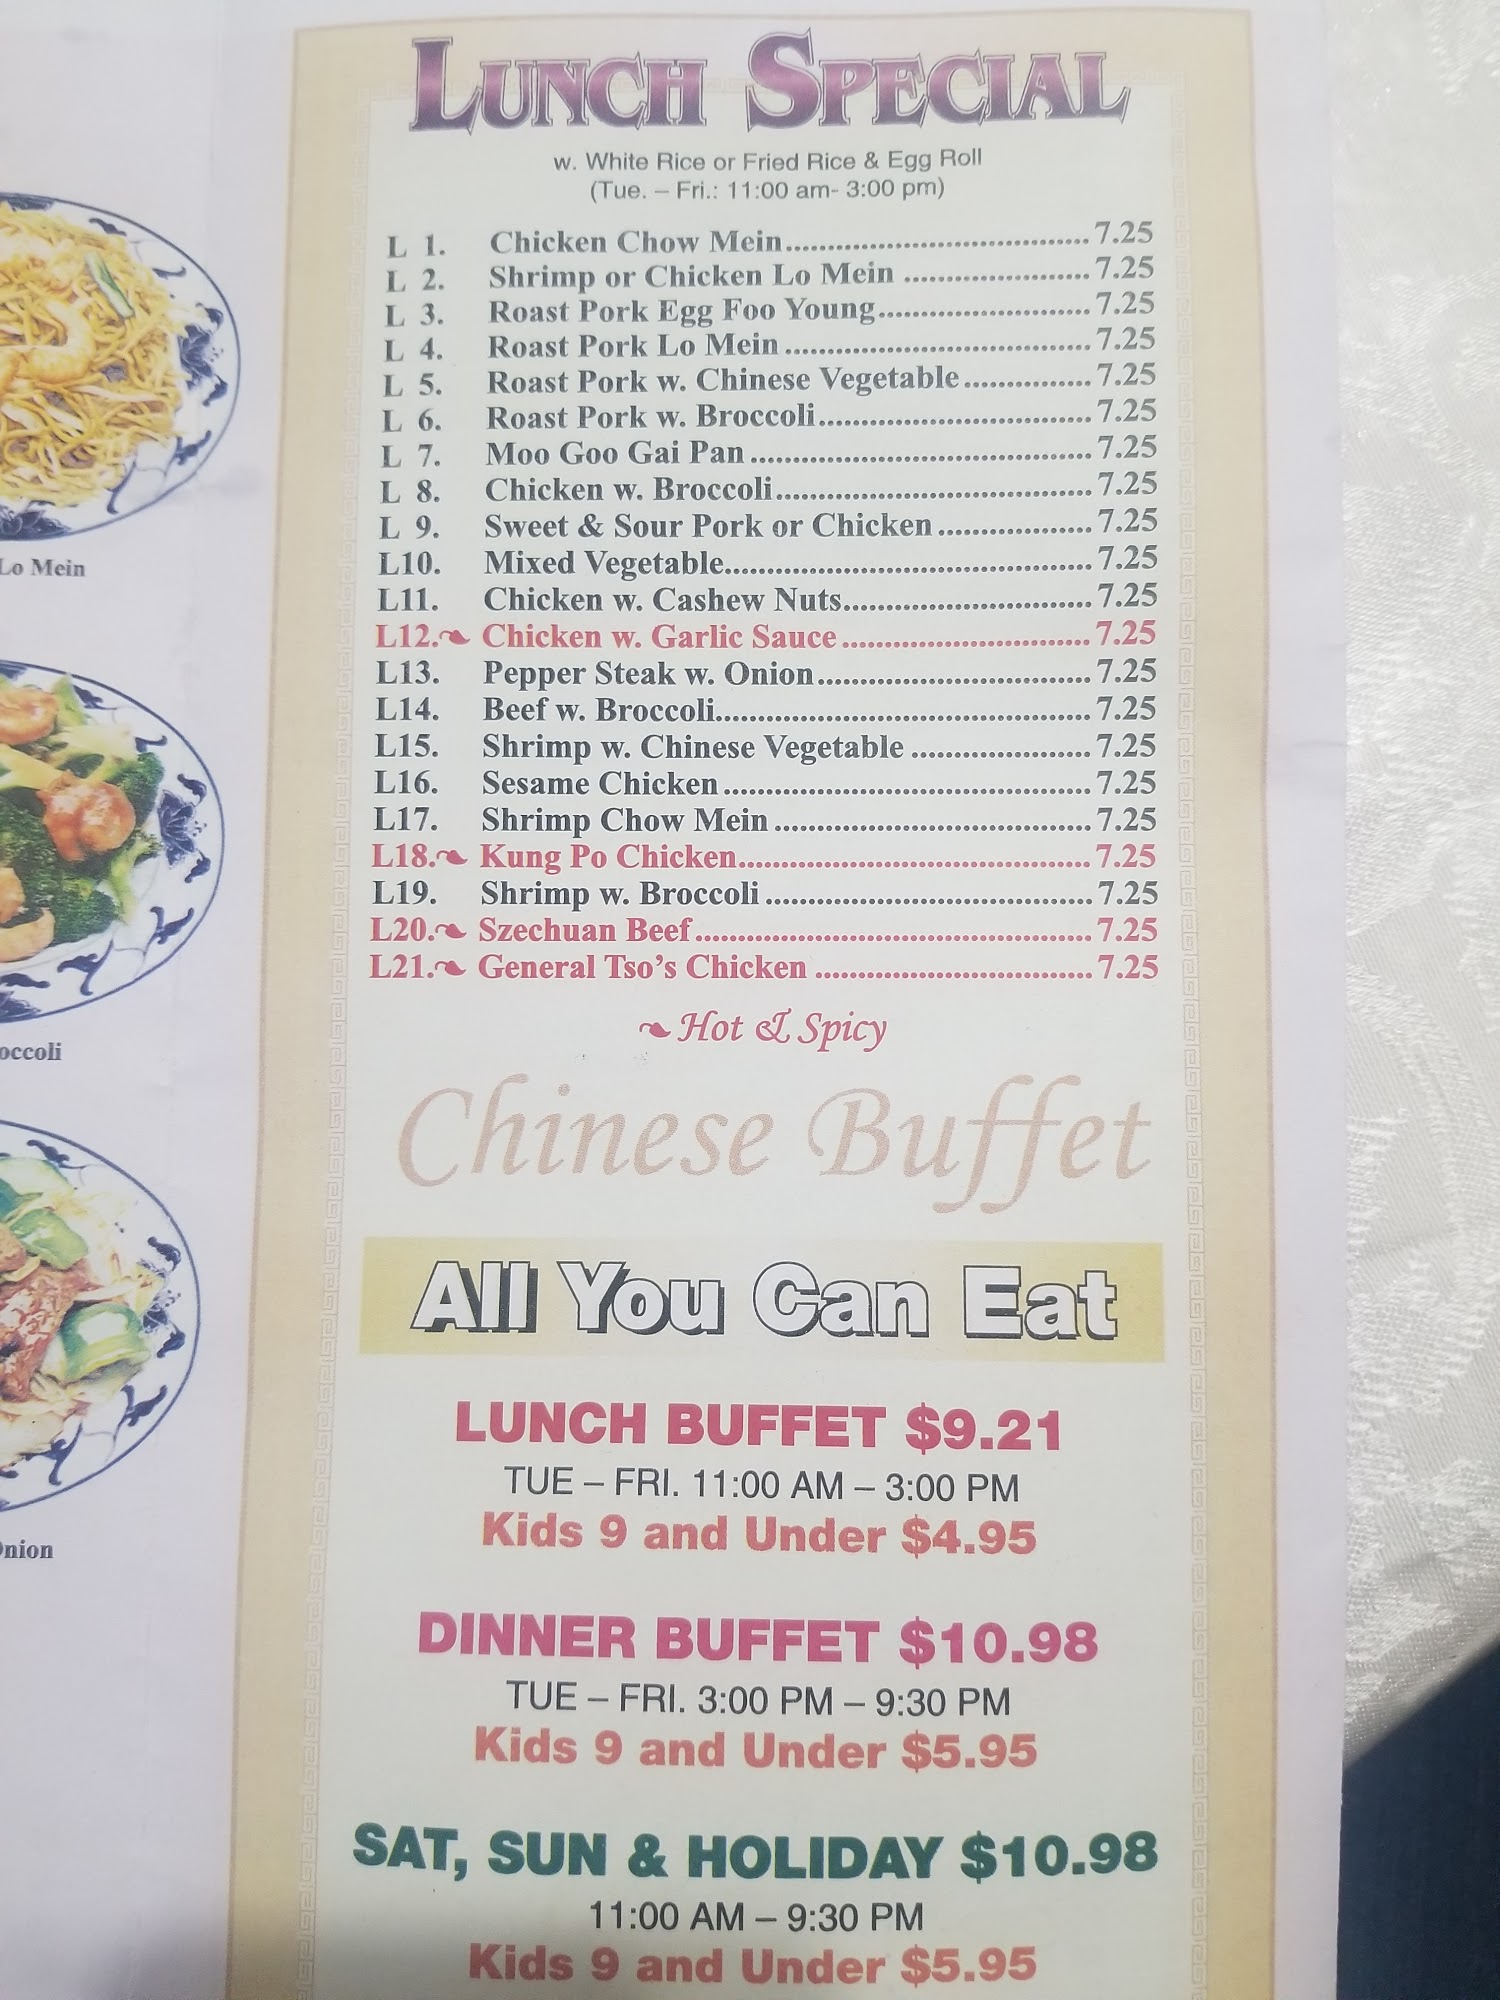 LUNCH SPECIAL
w. White Rice or Fried Rice & Egg Roll
(Tue. – Fri.: 11:00 am- 3:00 pm)
L 1. Chicken Chow Mein 7.25
L 2. Shrimp or Chicken Lo Mein 7.25
L 3. Roast Pork Egg Foo Young 7.25
L 4. Roast Pork Lo Mein 7.25
L 5. Roast Pork w. Chinese Vegetable 7.25
L 6. Roast Pork w. Broccoli 7.25
L 7. Moo Goo Gai Pan 7.25
L 8. Chicken w. Broccoli 7.25
L 9. Sweet & Sour Pork or Chicken 7.25
L10. Mixed Vegetable 7.25
L11. Chicken w. Cashew Nuts 7.25
L12. Chicken w. Garlic Sauce 7.25
L13. Pepper Steak w. Onion 7.25
L14. Beef w. Broccoli 7.25
L15. Shrimp w. Chinese Vegetable 7.25
L16. Sesame Chicken 7.25
L17. Shrimp Chow Mein 7.25
L18. Kung Po Chicken 7.25
L19. Shrimp w. Broccoli 7.25
L20. Szechuan Beef 7.25
L21. General Tso's Chicken 7.25
Hot & Spicy
Chinese Buffet
All You Can Eat
LUNCH BUFFET $9.21
TUE – FRI. 11:00 AM – 3:00 PM
Kids 9 and Under $4.95
DINNER BUFFET $10.98
TUE – FRI. 3:00 PM – 9:30 PM
Kids 9 and Under $5.95
SAT, SUN & HOLIDAY $10.98
11:00 AM – 9:30 PM
Kids 9 and Under $5.95
Lo Mein
occoli
nion